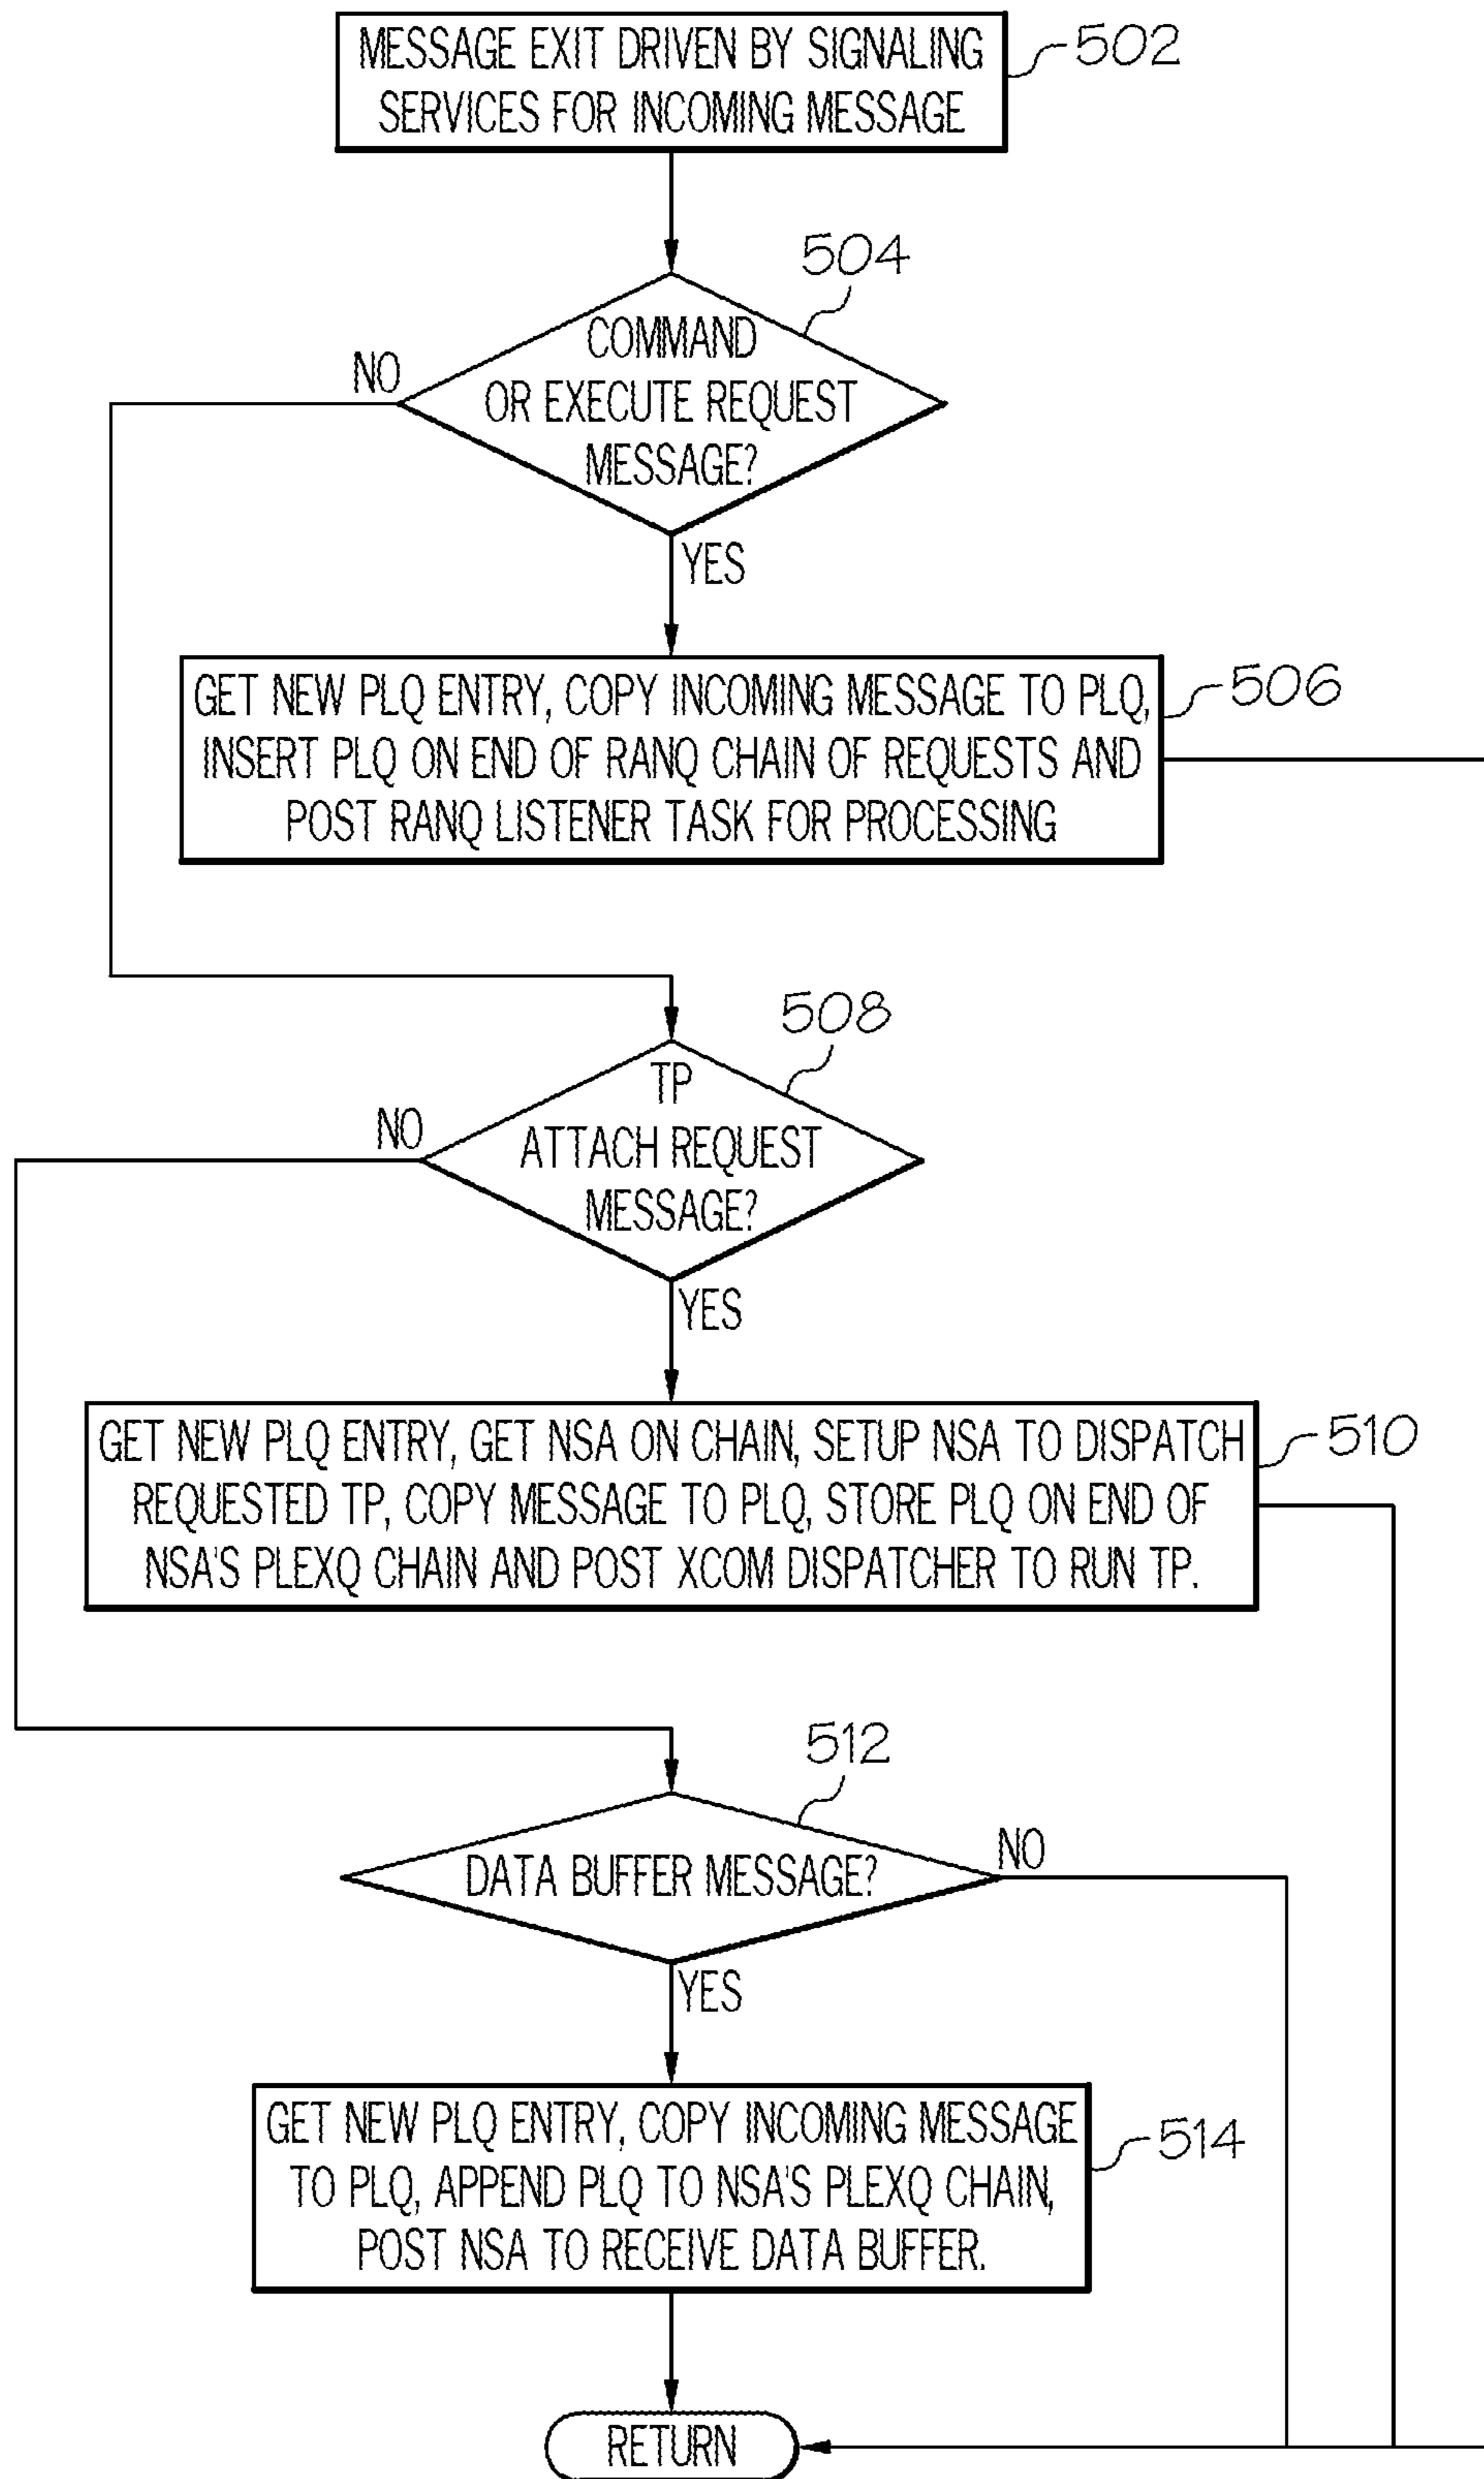 MESSAGE EXIT DRIVEN BY SIGNALING
SERVICES FOR INCOMING MESSAGE
502
504
COMMAND
OR EXECUTE REQUEST
MESSAGE?
NO
YES
GET NEW PLQ ENTRY, COPY INCOMING MESSAGE TO PLQ,
INSERT PLQ ON END OF RANQ CHAIN OF REQUESTS AND
POST RANQ LISTENER TASK FOR PROCESSING
506
508
TP
ATTACH REQUEST
MESSAGE?
NO
YES
GET NEW PLQ ENTRY, GET NSA ON CHAIN, SETUP NSA TO DISPATCH
REQUESTED TP, COPY MESSAGE TO PLQ, STORE PLQ ON END OF
NSA'S PLEXQ CHAIN AND POST XCOM DISPATCHER TO RUN TP.
510
512
DATA BUFFER MESSAGE?
NO
YES
GET NEW PLQ ENTRY, COPY INCOMING MESSAGE
TO PLQ, APPEND PLQ TO NSA'S PLEXQ CHAIN,
POST NSA TO RECEIVE DATA BUFFER.
514
RETURN